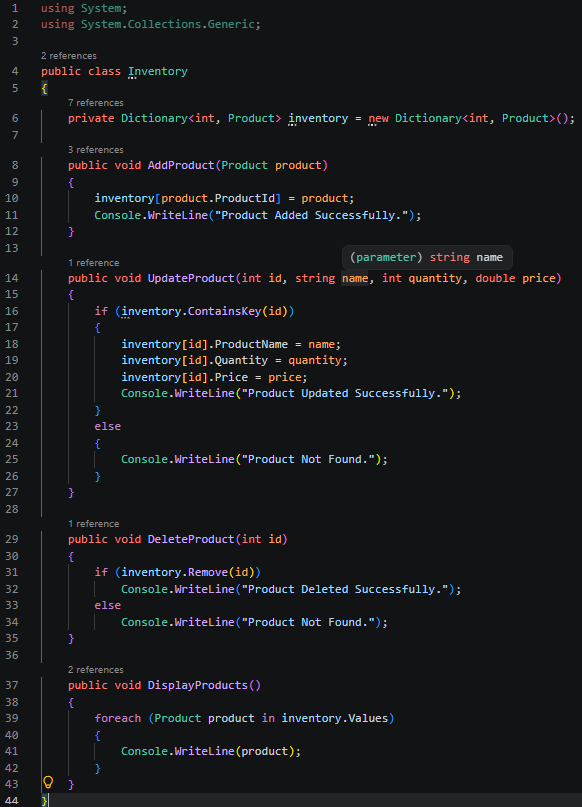 1 using System;
2 using System.Collections.Generic;
3
2 references
4 public class Inventory
5 {
7 references
6     private Dictionary<int, Product> inventory = new Dictionary<int, Product>();
7
3 references
8     public void AddProduct(Product product)
9     {
10         inventory[product.ProductId] = product;
11         Console.WriteLine("Product Added Successfully.");
12     }
13
(parameter) string name
1 reference
14     public void UpdateProduct(int id, string name, int quantity, double price)
15     {
16         if (inventory.ContainsKey(id))
17         {
18             inventory[id].ProductName = name;
19             inventory[id].Quantity = quantity;
20             inventory[id].Price = price;
21             Console.WriteLine("Product Updated Successfully.");
22         }
23         else
24         {
25             Console.WriteLine("Product Not Found.");
26         }
27     }
28
1 reference
29     public void DeleteProduct(int id)
30     {
31         if (inventory.Remove(id))
32             Console.WriteLine("Product Deleted Successfully.");
33         else
34             Console.WriteLine("Product Not Found.");
35     }
36
2 references
37     public void DisplayProducts()
38     {
39         foreach (Product product in inventory.Values)
40         {
41             Console.WriteLine(product);
42         }
43     }
44 }